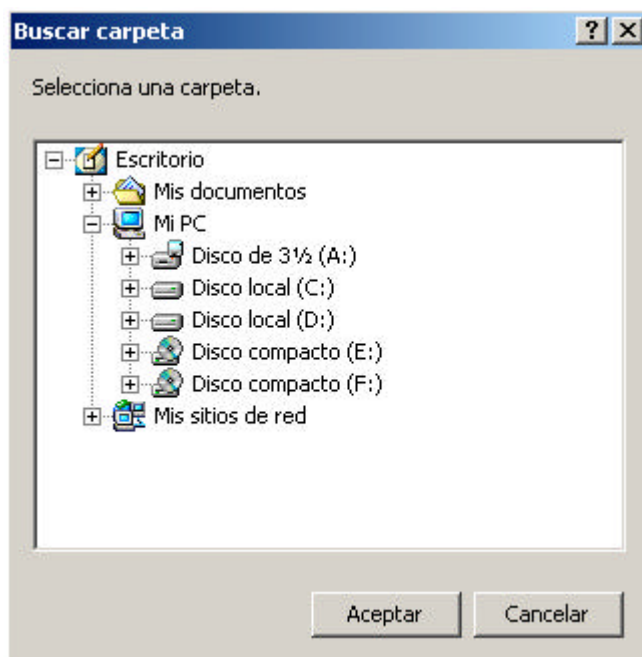 Buscar carpeta
Selecciona una carpeta.
Escritorio
Mis documentos
Mi PC
Disco de 3½ (A:)
Disco local (C:)
Disco local (D:)
Disco compacto (E:)
Disco compacto (F:)
Mis sitios de red
Aceptar Cancelar